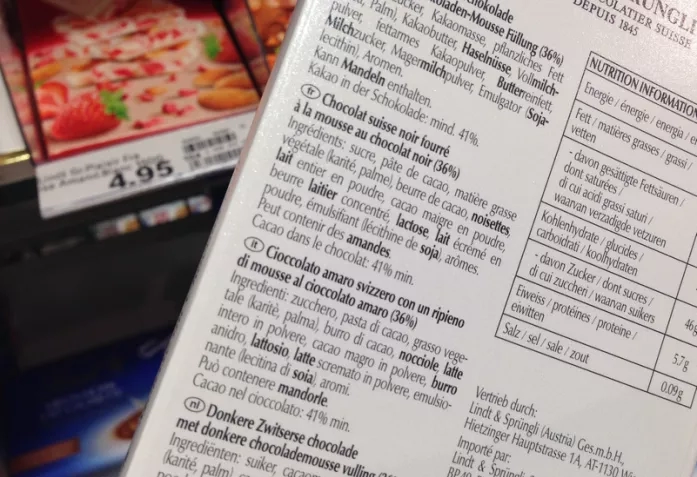 ÜNGLI
CHOCOLATIER SUISSE
DEPUIS 1845
Schokolade
Schokoladen-Mousse Füllung (36%)
Zucker, Kakaomasse, pflanzliches Fett
Palm), Kakaobutter, Haselnüsse, Vollmilch-
pulver, fettarmes Kakaopulver, Butterreinfett,
Milchzucker, Magermilchpulver, Emulgator (Soja-
lecithin), Aromen.
Kann Mandeln enthalten.
Kakao in der Schokolade: mind. 41%.
fr Chocolat suisse noir fourré
à la mousse au chocolat noir (36%)
Ingrédients: sucre, pâte de cacao, matière grasse
végétale (karité, palme), beurre de cacao, noisettes,
lait entier en poudre, cacao maigre en poudre,
beurre laitier concentré, lactose, lait écrémé en
poudre, émulsifiant (lécithine de soja), arômes.
Peut contenir des amandes.
Cacao dans le chocolat: 41% min.
it Cioccolato amaro svizzero con un ripieno
di mousse al cioccolato amaro (36%)
Ingredienti: zucchero, pasta di cacao, grasso vege-
tale (karitè, palma), burro di cacao, nocciole, latte
intero in polvere, cacao magro in polvere, burro
anidro, lattosio, latte scremato in polvere, emulsio-
nante (lecitina di soia), aromi.
Può contenere mandorle.
Cacao nel cioccolato: 41% min.
nl Donkere Zwitserse chocolade
met donkere chocolademousse vulling
Ingrediënten: suiker,
(karité, palm)
NUTRITION INFORMATION
Energie / énergie / energia /
Fett / matières grasses / grassi /
vetten
- davon gesättigte Fettsäuren /
dont saturées /
di cui acidi grassi saturi /
waarvan verzadigde vetzuren
Kohlenhydrate / glucides /
carboidrati / koolhydraten
- davon Zucker / dont sucres /
di cui zuccheri / waarvan suikers
Eiweiss / protéines / proteine /
eiwitten 5.7g
Salz / sel / sale / zout 0.09g
Vertrieb durch:
Lindt & Sprüngli (Austria) Ges.m.b.H.,
Hietzinger Hauptstrasse 1A, AT-1130
Importé par:
Lindt &
4.95